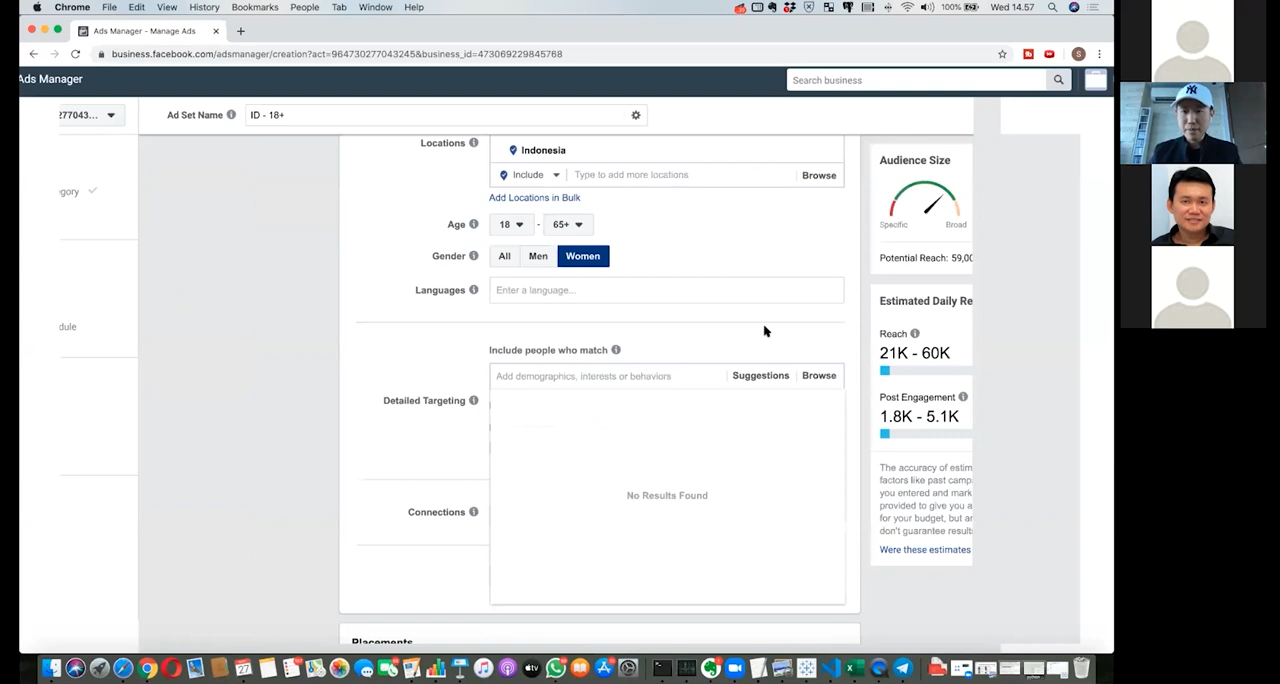 Chrome File Edit View History Bookmarks People Tab Window Help 100% Wed 14.57
Ads Manager - Manage Ads
business.facebook.com/adsmanager/creation?act=964730277043245&business_id=473069229845768
Ads Manager
Search business
277043...
Ad Set Name
ID - 18+
egory
dule
Locations
Indonesia
Include
Type to add more locations
Browse
Add Locations in Bulk
Age
18 - 65+
Gender
All Men Women
Languages
Enter a language...
Include people who match
Add demographics, interests or behaviors
Suggestions Browse
Detailed Targeting
No Results Found
Connections
Placements
Audience Size
Specific Broad
Potential Reach: 59,00
Estimated Daily Re
Reach
21K - 60K
Post Engagement
1.8K - 5.1K
The accuracy of estim
factors like past camp
you entered and mark
provided to give you a
for your budget, but ar
don't guarantee result
Were these estimates